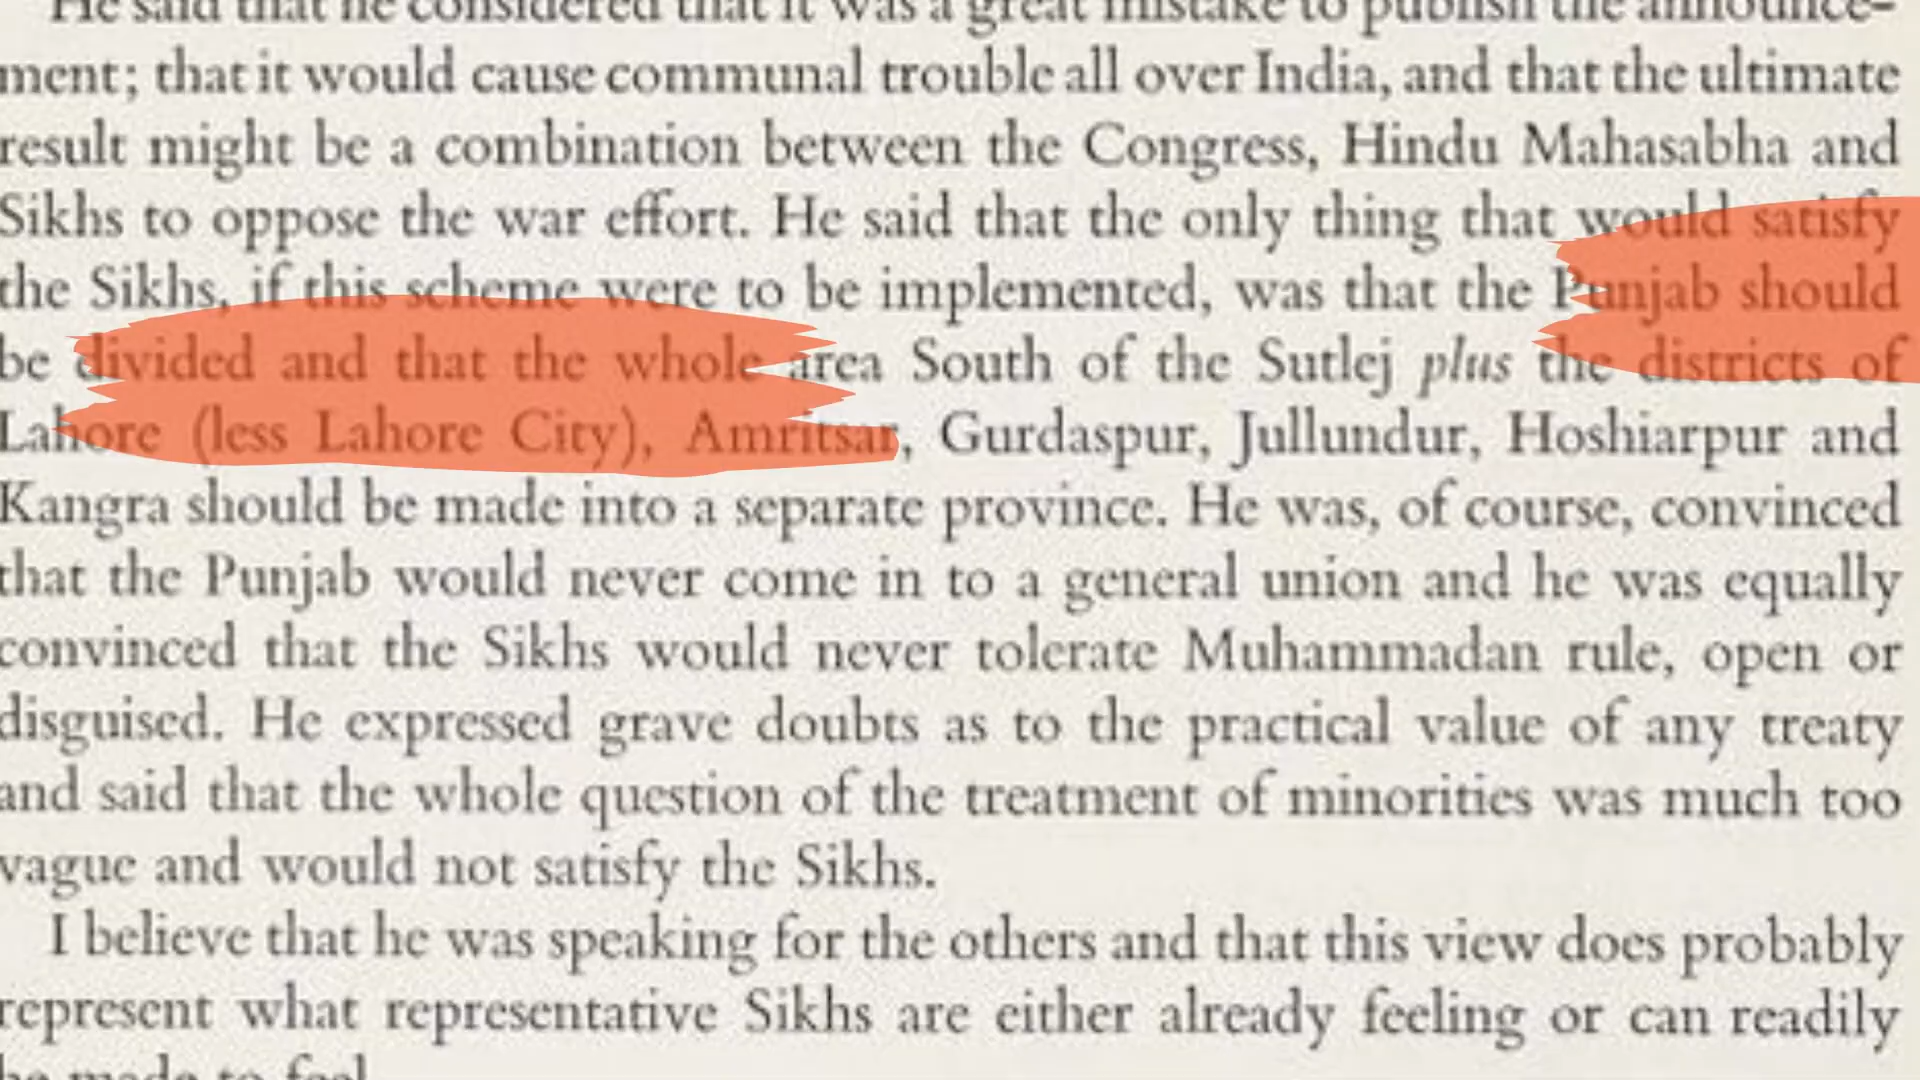 He said that he considered that it was a great mistake to publish the announce-
ment; that it would cause communal trouble all over India, and that the ultimate
result might be a combination between the Congress, Hindu Mahasabha and
Sikhs to oppose the war effort. He said that the only thing that would satisfy
the Sikhs, if this scheme were to be implemented, was that the Punjab should
be divided and that the whole area South of the Sutlej plus the districts of
Lahore (less Lahore City), Amritsar, Gurdaspur, Jullundur, Hoshiarpur and
Kangra should be made into a separate province. He was, of course, convinced
that the Punjab would never come in to a general union and he was equally
convinced that the Sikhs would never tolerate Muhammadan rule, open or
disguised. He expressed grave doubts as to the practical value of any treaty
and said that the whole question of the treatment of minorities was much too
vague and would not satisfy the Sikhs.
I believe that he was speaking for the others and that this view does probably
represent what representative Sikhs are either already feeling or can readily
be made to feel.